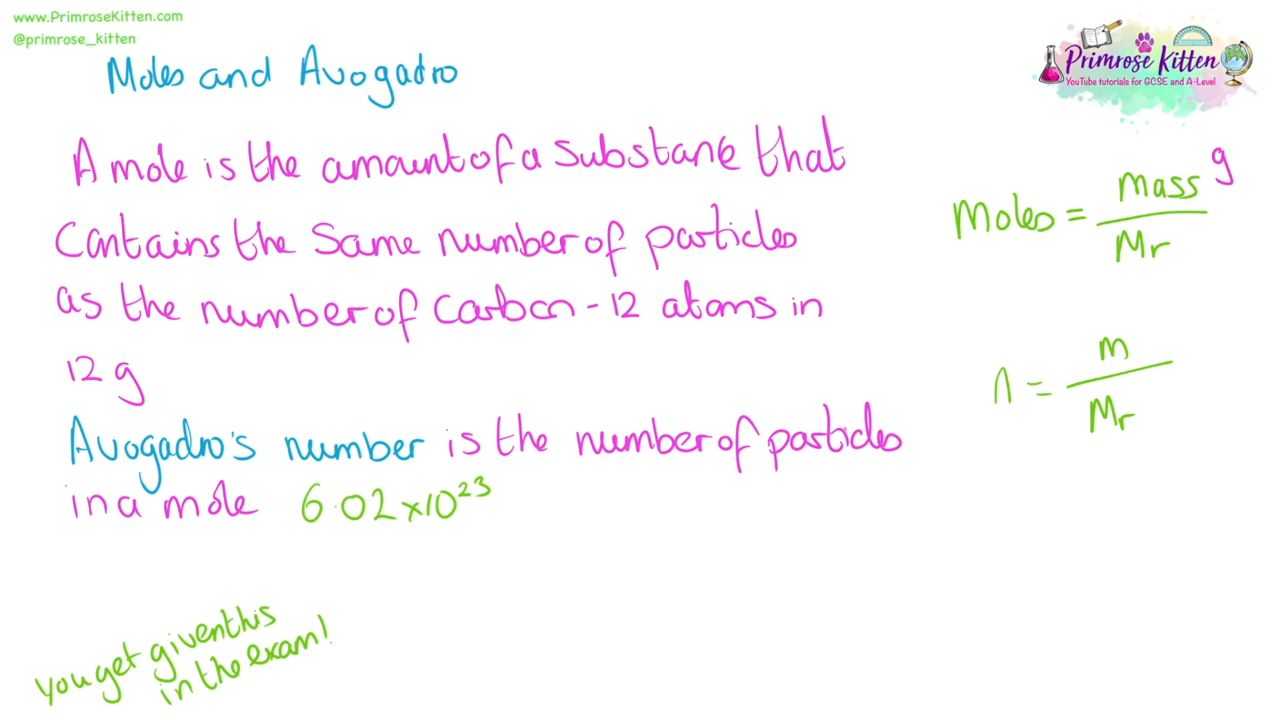 www.PrimroseKitten.com
@primrose_kitten
Moles and Avogadro
Primrose Kitten
YouTube tutorials for GCSE and A-Level
A mole is the amount of a substance that
contains the same number of particles
as the number of carbon - 12 atoms in
12 g
Avogadro's number is the number of particles
in a mole 6.02 x 10²³
you get given this
in the exam!
Moles = mass g
Mr
n = m
Mr